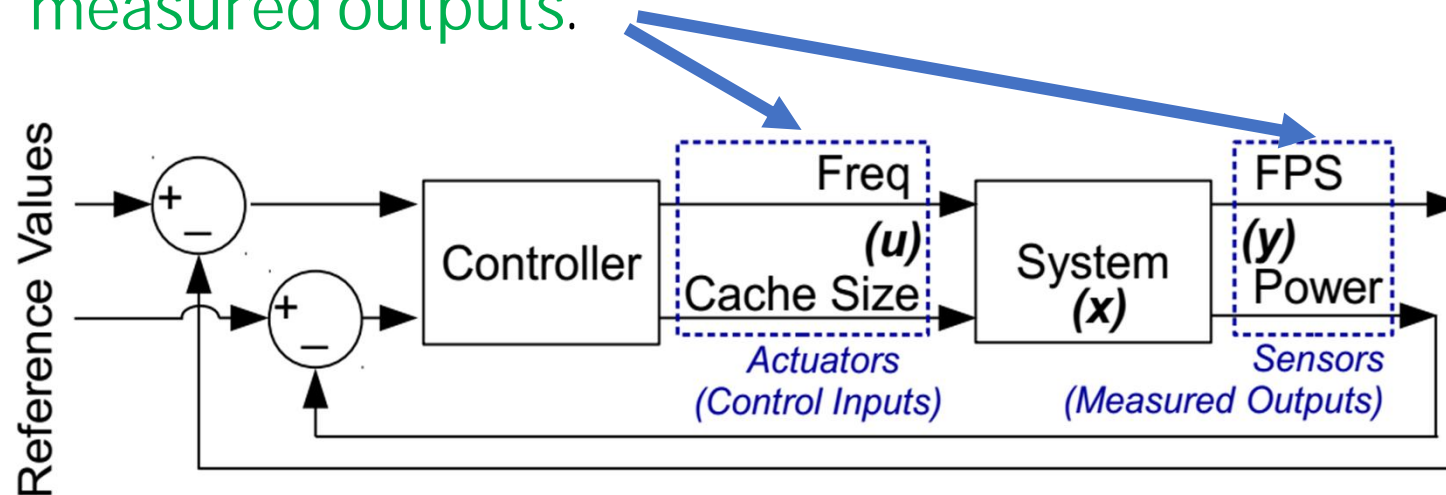 measured outputs.
Reference Values
+
−
+
−
Controller
Freq
(u)
Cache Size
Actuators
(Control Inputs)
System
(x)
FPS
(y)
Power
Sensors
(Measured Outputs)